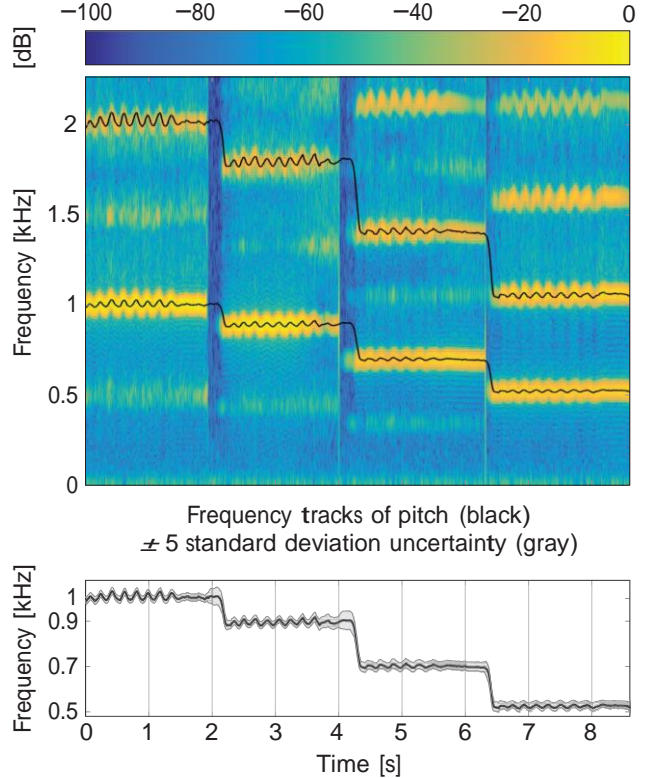 −100 −80 −60 −40 −20 0
[dB]
Frequency [kHz]
2
1.5
1
0.5
0
Frequency tracks of pitch (black)
± 5 standard deviation uncertainty (gray)
Frequency [kHz]
1
0.9
0.7
0.5
0 1 2 3 4 5 6 7 8
Time [s]